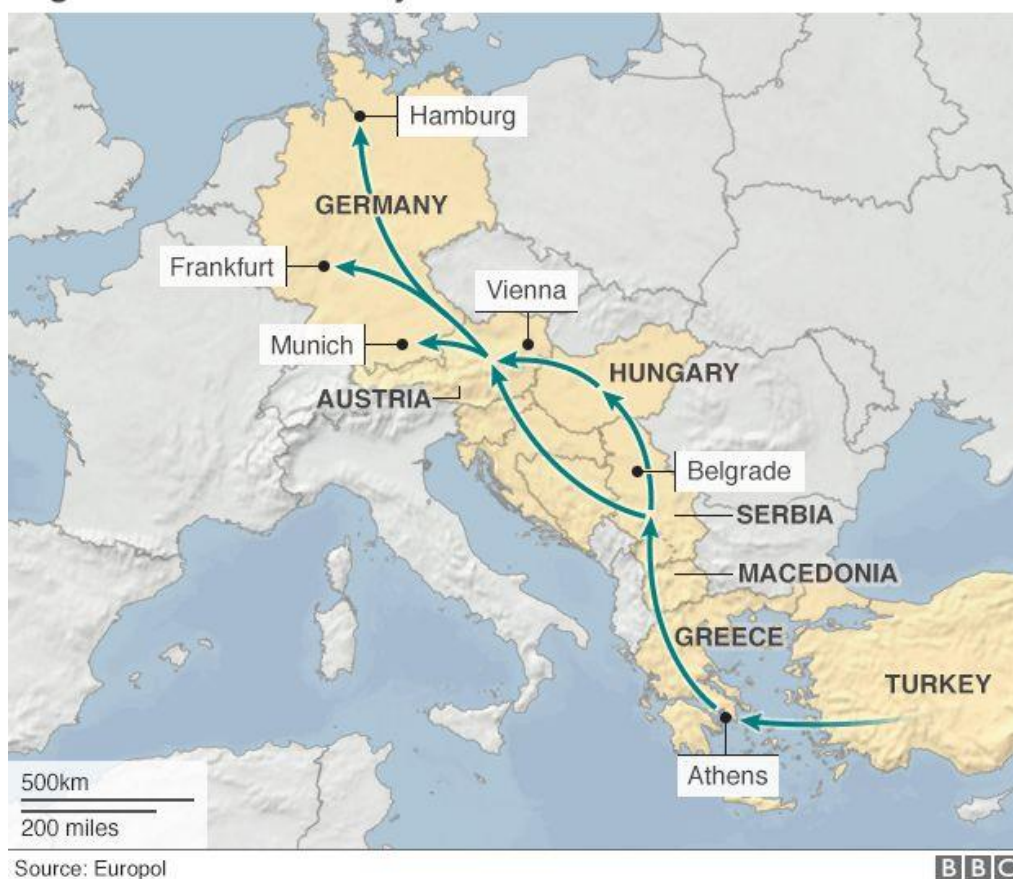 Hamburg
GERMANY
Frankfurt
Vienna
Munich
HUNGARY
AUSTRIA
Belgrade
SERBIA
MACEDONIA
GREECE
TURKEY
Athens
500km
200 miles
Source: Europol
BBC